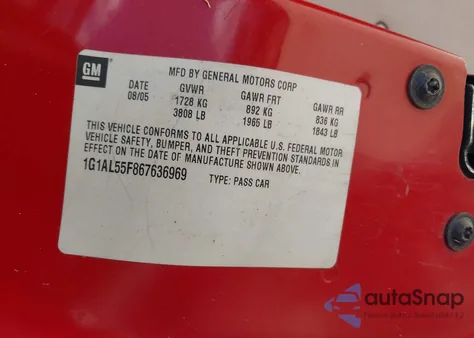 GM
MFD BY GENERAL MOTORS CORP
DATE GVWR GAWR FRT GAWR RR
08/05 1728 KG 892 KG 836 KG
3808 LB 1965 LB 1843 LB
THIS VEHICLE CONFORMS TO ALL APPLICABLE U.S. FEDERAL MOTOR
VEHICLE SAFETY, BUMPER, AND THEFT PREVENTION STANDARDS IN
EFFECT ON THE DATE OF MANUFACTURE SHOWN ABOVE.
1G1AL55F867636969 TYPE: PASS CAR
autaSnap